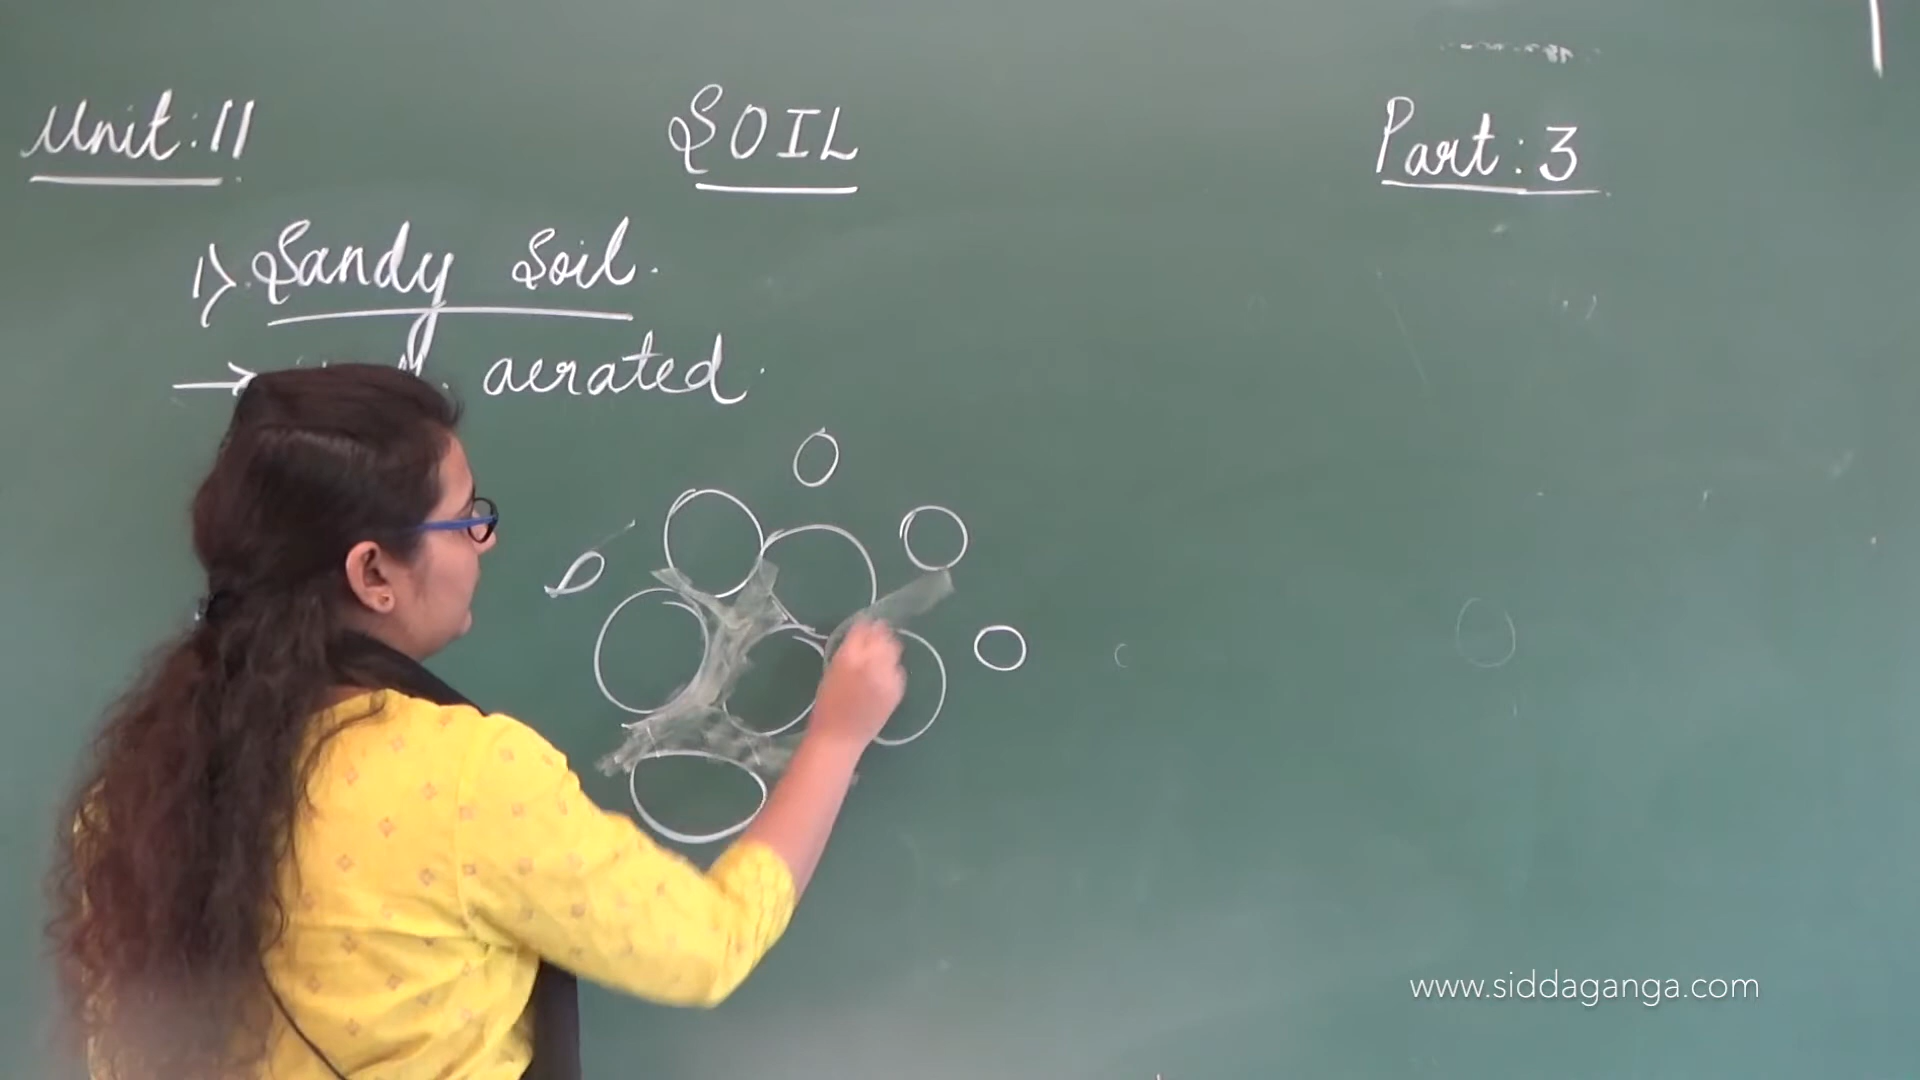 Unit: 11
SOIL
Part: 3
1) Sandy Soil.
→ aerated.
www.siddaganga.com